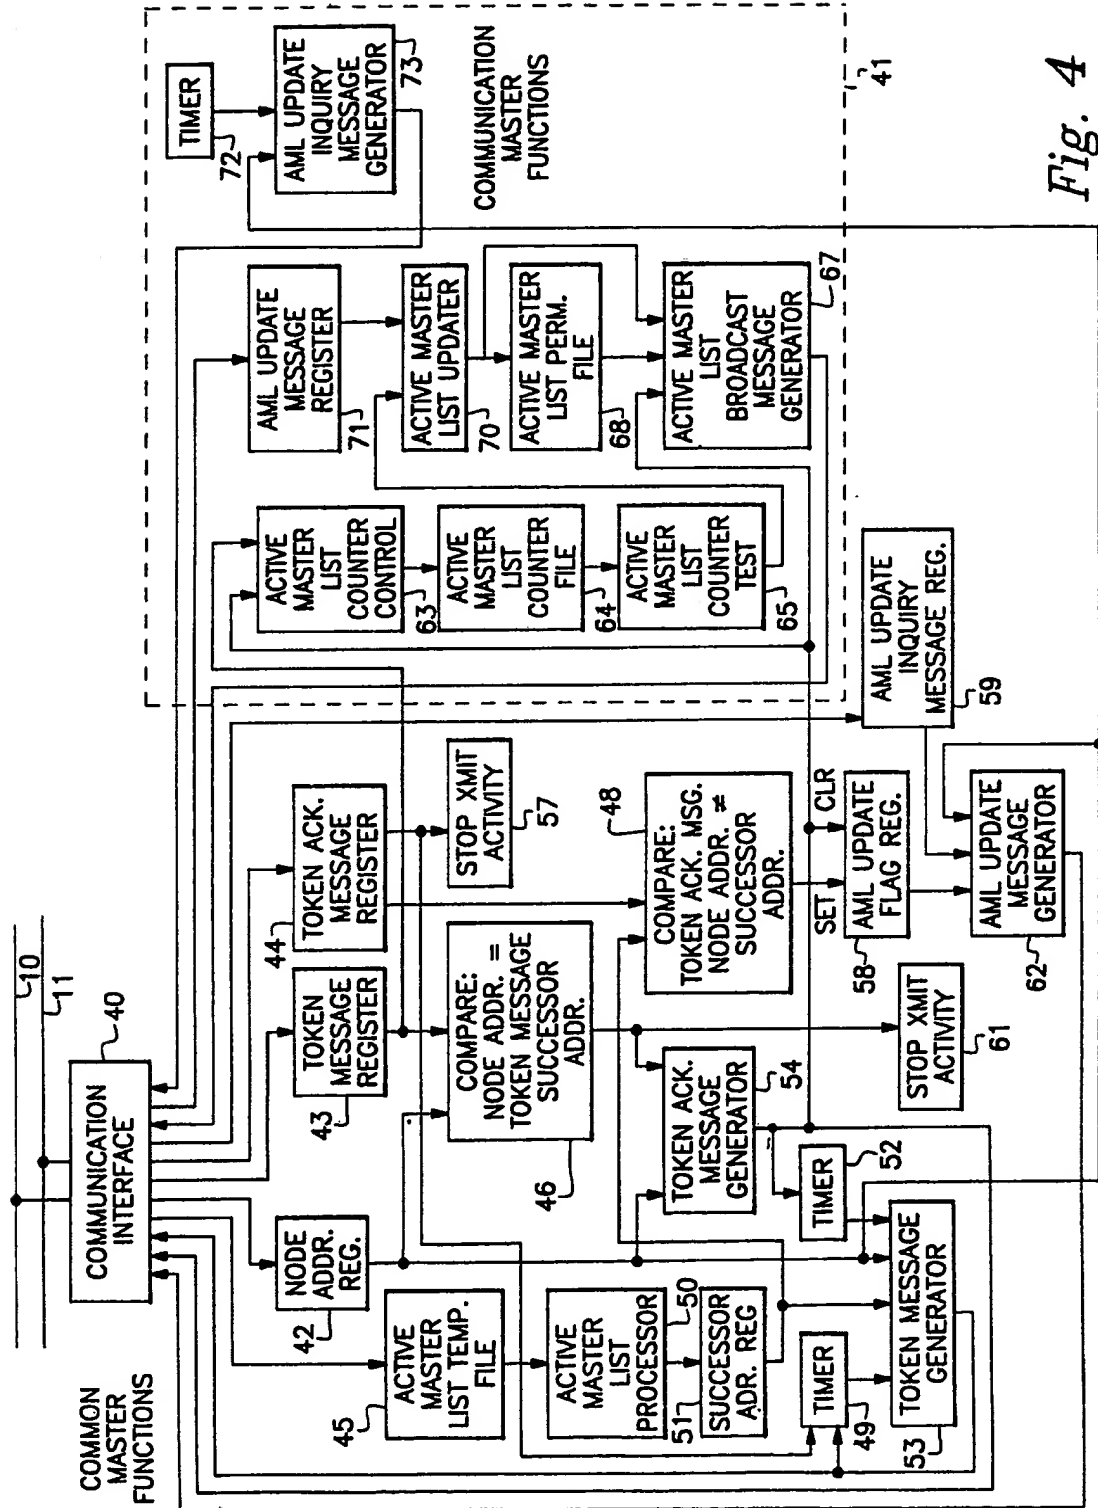 COMMON
MASTER
FUNCTIONS
10
11
COMMUNICATION
INTERFACE
40
NODE
ADDR.
REG.
42
TOKEN
MESSAGE
REGISTER
43
TOKEN ACK.
MESSAGE
REGISTER
44
ACTIVE
MASTER
LIST TEMP.
FILE
45
COMPARE:
NODE ADDR. =
TOKEN MESSAGE
SUCCESSOR
ADDR.
46
STOP XMIT
ACTIVITY
57
ACTIVE
MASTER
LIST
PROCESSOR
50
SUCCESSOR
ADR. REG
51
COMPARE:
TOKEN ACK. MSG.
NODE ADDR. ≠
SUCCESSOR
ADDR.
48
TOKEN ACK.
MESSAGE
GENERATOR
54
TIMER
49
TIMER
52
TOKEN MESSAGE
GENERATOR
53
SET
CLR
AML UPDATE
FLAG REG.
58
STOP XMIT
ACTIVITY
61
AML UPDATE
MESSAGE
GENERATOR
62
AML UPDATE
INQUIRY
MESSAGE REG.
59
ACTIVE
MASTER
LIST
COUNTER
CONTROL
63
ACTIVE
MASTER
LIST
COUNTER
FILE
64
ACTIVE
MASTER
LIST
COUNTER
TEST
65
AML UPDATE
MESSAGE
REGISTER
71
ACTIVE MASTER
LIST UPDATER
70
ACTIVE MASTER
LIST PERM.
FILE
68
ACTIVE MASTER
LIST
BROADCAST
MESSAGE
GENERATOR
67
TIMER
72
AML UPDATE
INQUIRY
MESSAGE
GENERATOR
73
COMMUNICATION
MASTER
FUNCTIONS
41
Fig. 4